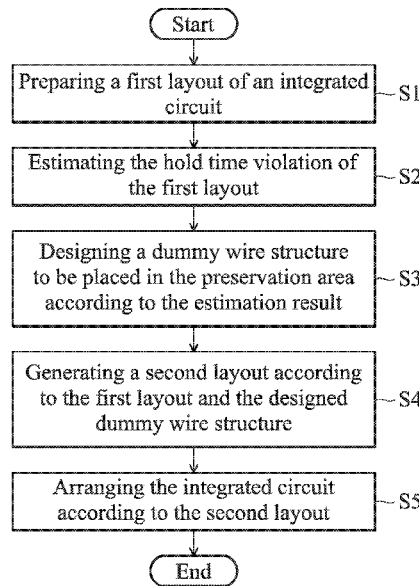 Start
Preparing a first layout of an integrated
circuit
S1
Estimating the hold time violation of
the first layout
S2
Designing a dummy wire structure
to be placed in the preservation area
according to the estimation result
S3
Generating a second layout according
to the first layout and the designed
dummy wire structure
S4
Arranging the integrated circuit
according to the second layout
S5
End